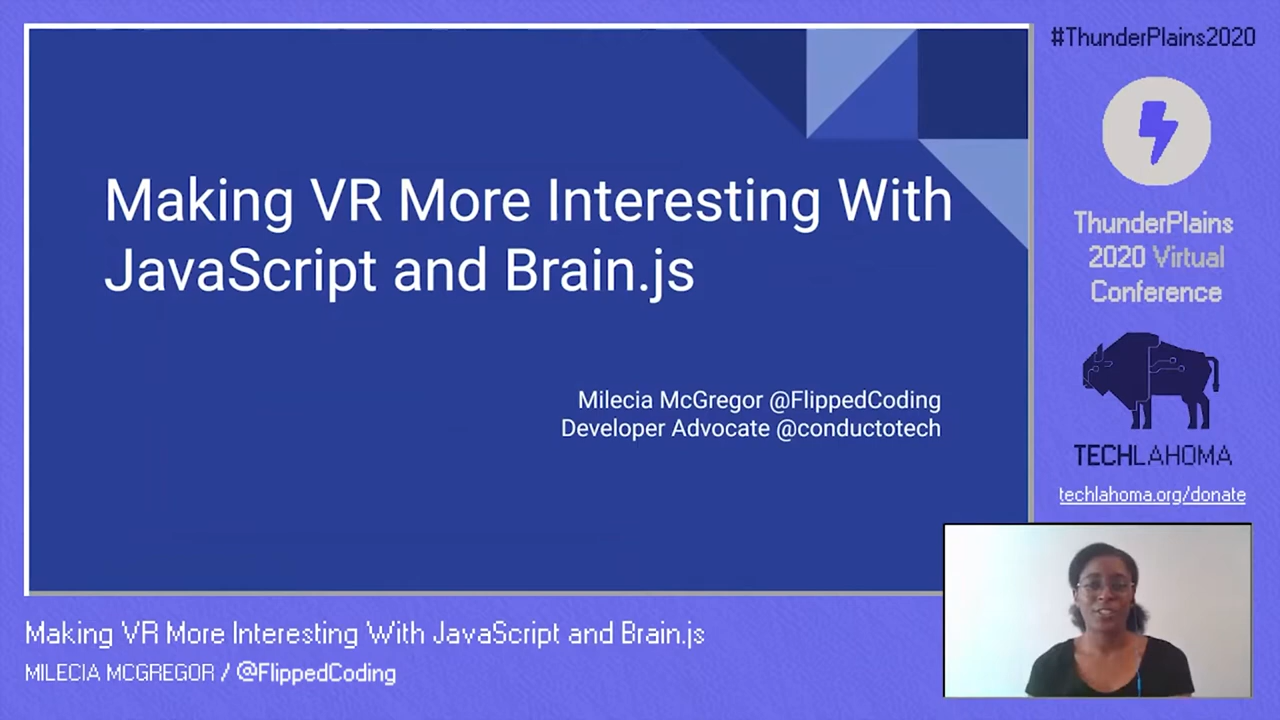 Making VR More Interesting With
JavaScript and Brain.js
Milecia McGregor @FlippedCoding
Developer Advocate @conductotech
#ThunderPlains2020
ThunderPlains
2020 Virtual
Conference
TECHLAHOMA
techlahoma.org/donate
Making VR More Interesting With JavaScript and Brain.js
MILECIA MCGREGOR / @FlippedCoding